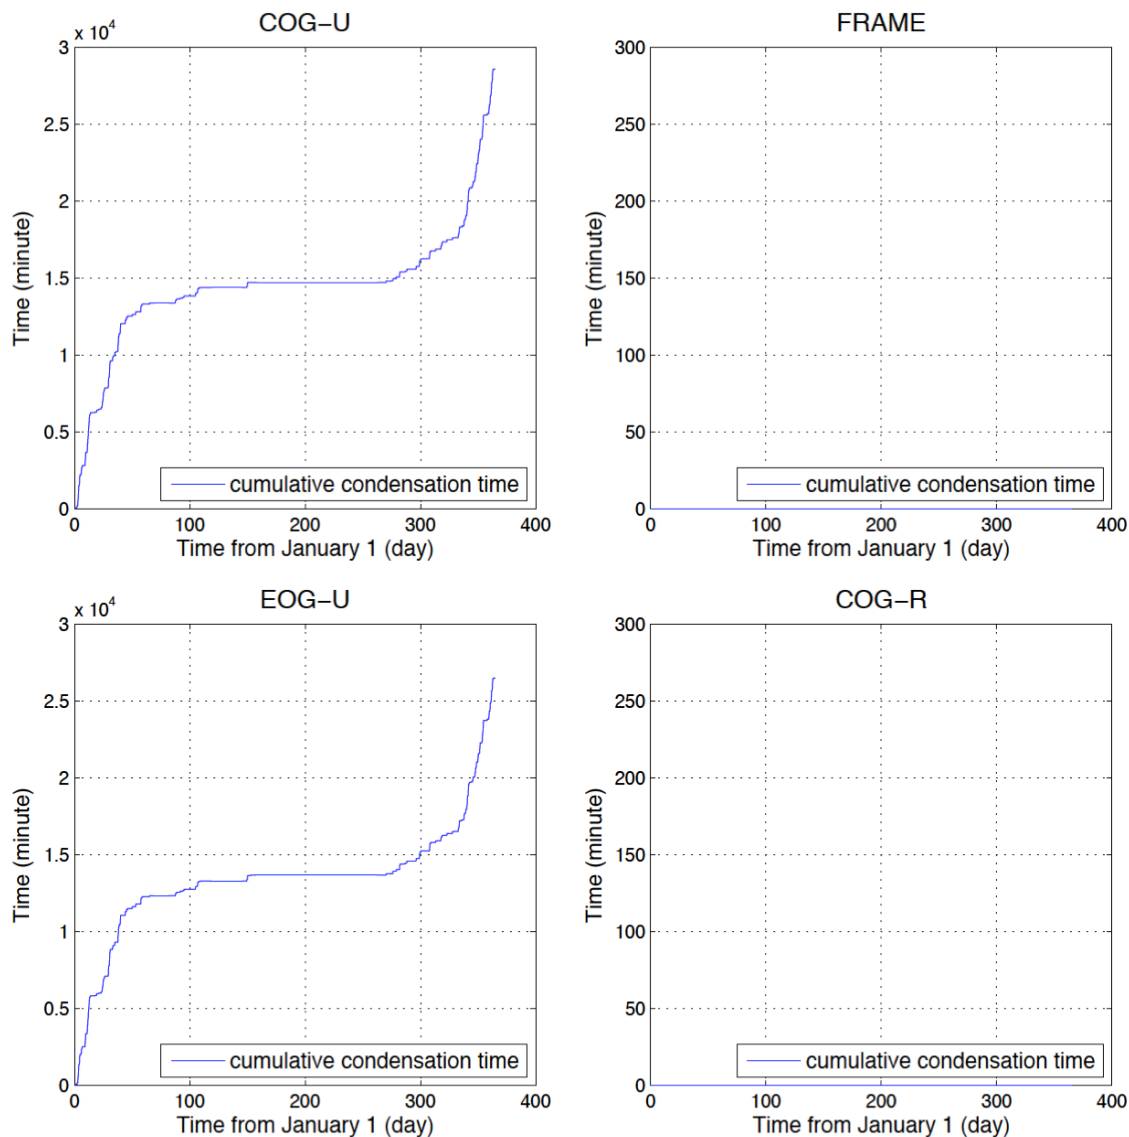 COG−U
x 10⁴
3
2.5
2
1.5
1
0.5
0
Time (minute)
cumulative condensation time
0 100 200 300 400
Time from January 1 (day)
FRAME
300
250
200
150
100
50
0
Time (minute)
cumulative condensation time
0 100 200 300 400
Time from January 1 (day)
EOG−U
x 10⁴
3
2.5
2
1.5
1
0.5
0
Time (minute)
cumulative condensation time
0 100 200 300 400
Time from January 1 (day)
COG−R
300
250
200
150
100
50
0
Time (minute)
cumulative condensation time
0 100 200 300 400
Time from January 1 (day)